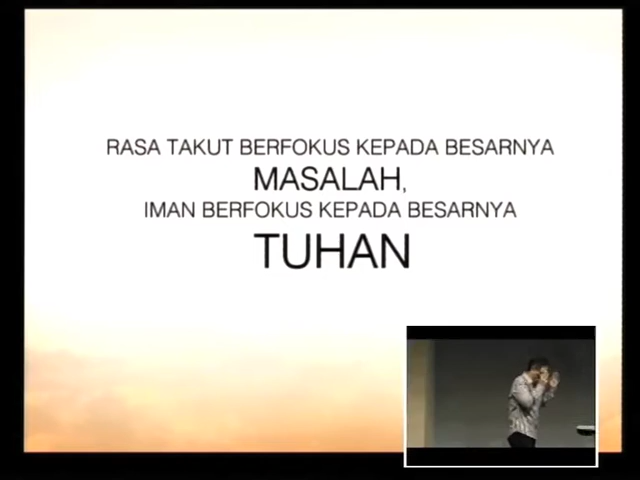 RASA TAKUT BERFOKUS KEPADA BESARNYA
MASALAH,
IMAN BERFOKUS KEPADA BESARNYA
TUHAN